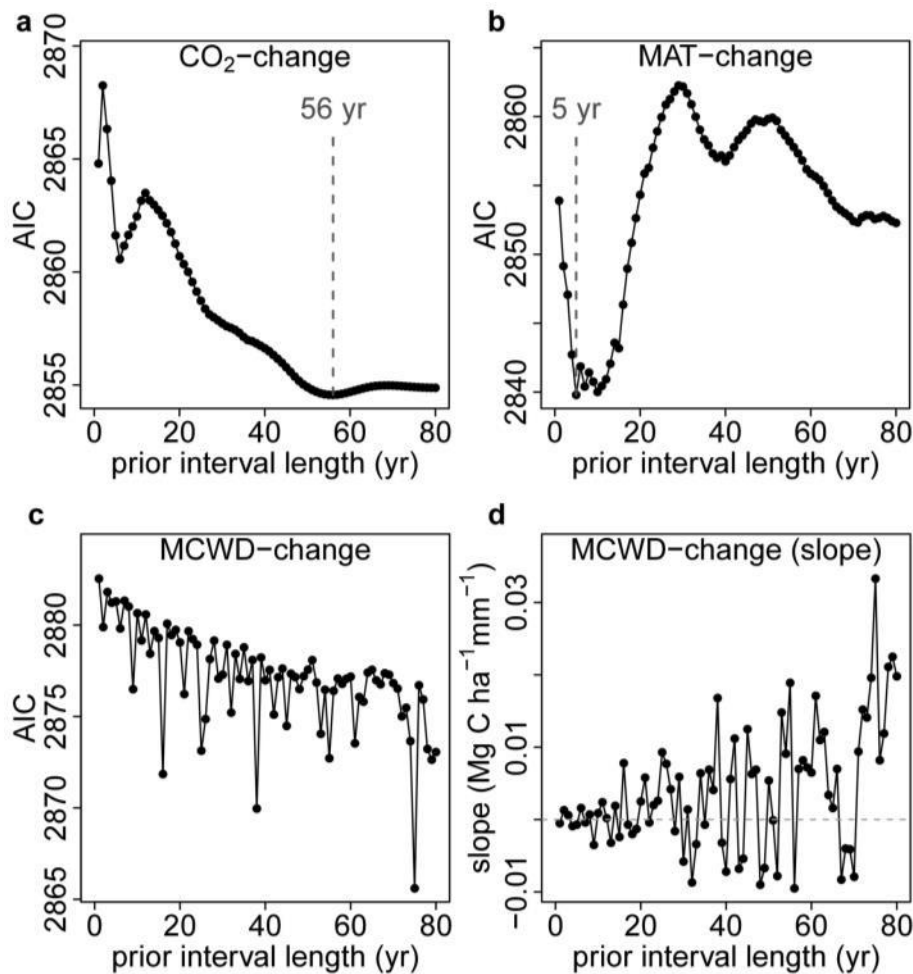 a
CO₂−change
56 yr
AIC
2870
2865
2860
2855
0 20 40 60 80
prior interval length (yr)
b
MAT−change
5 yr
AIC
2860
2850
2840
0 20 40 60 80
prior interval length (yr)
c
MCWD−change
AIC
2880
2875
2870
2865
0 20 40 60 80
prior interval length (yr)
d
MCWD−change (slope)
slope (Mg C ha⁻¹mm⁻¹)
0.03
0.01
−0.01
0 20 40 60 80
prior interval length (yr)